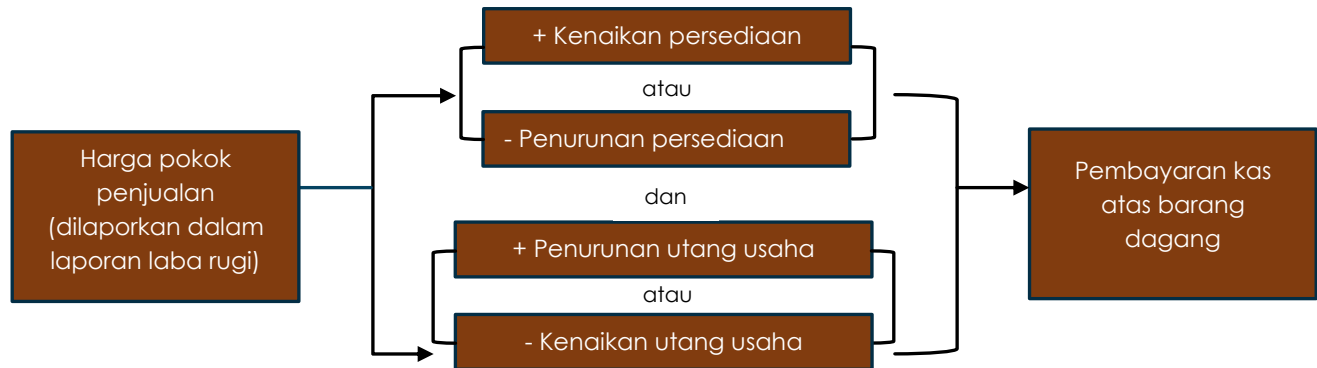 Harga pokok
penjualan
(dilaporkan dalam
laporan laba rugi)
+ Kenaikan persediaan
atau
- Penurunan persediaan
dan
+ Penurunan utang usaha
atau
- Kenaikan utang usaha
Pembayaran kas
atas barang
dagang